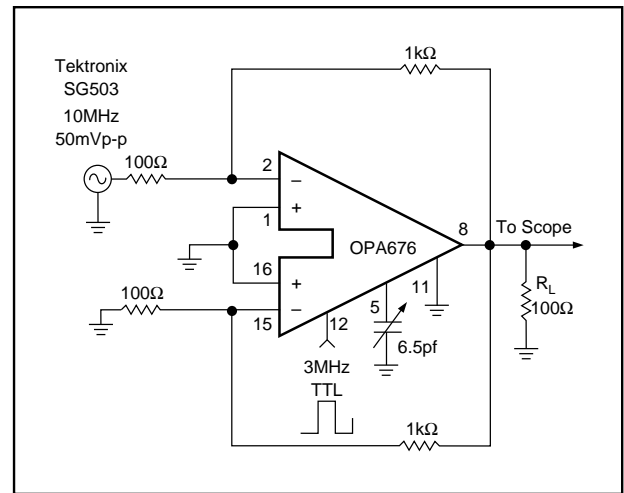 1kΩ
Tektronix
SG503
10MHz
50mVp-p
100Ω
2
–
+
1
8
To Scope
OPA676
16
+
–
15
100Ω
12
5
11
6.5pf
RL
100Ω
3MHz
TTL
1kΩ